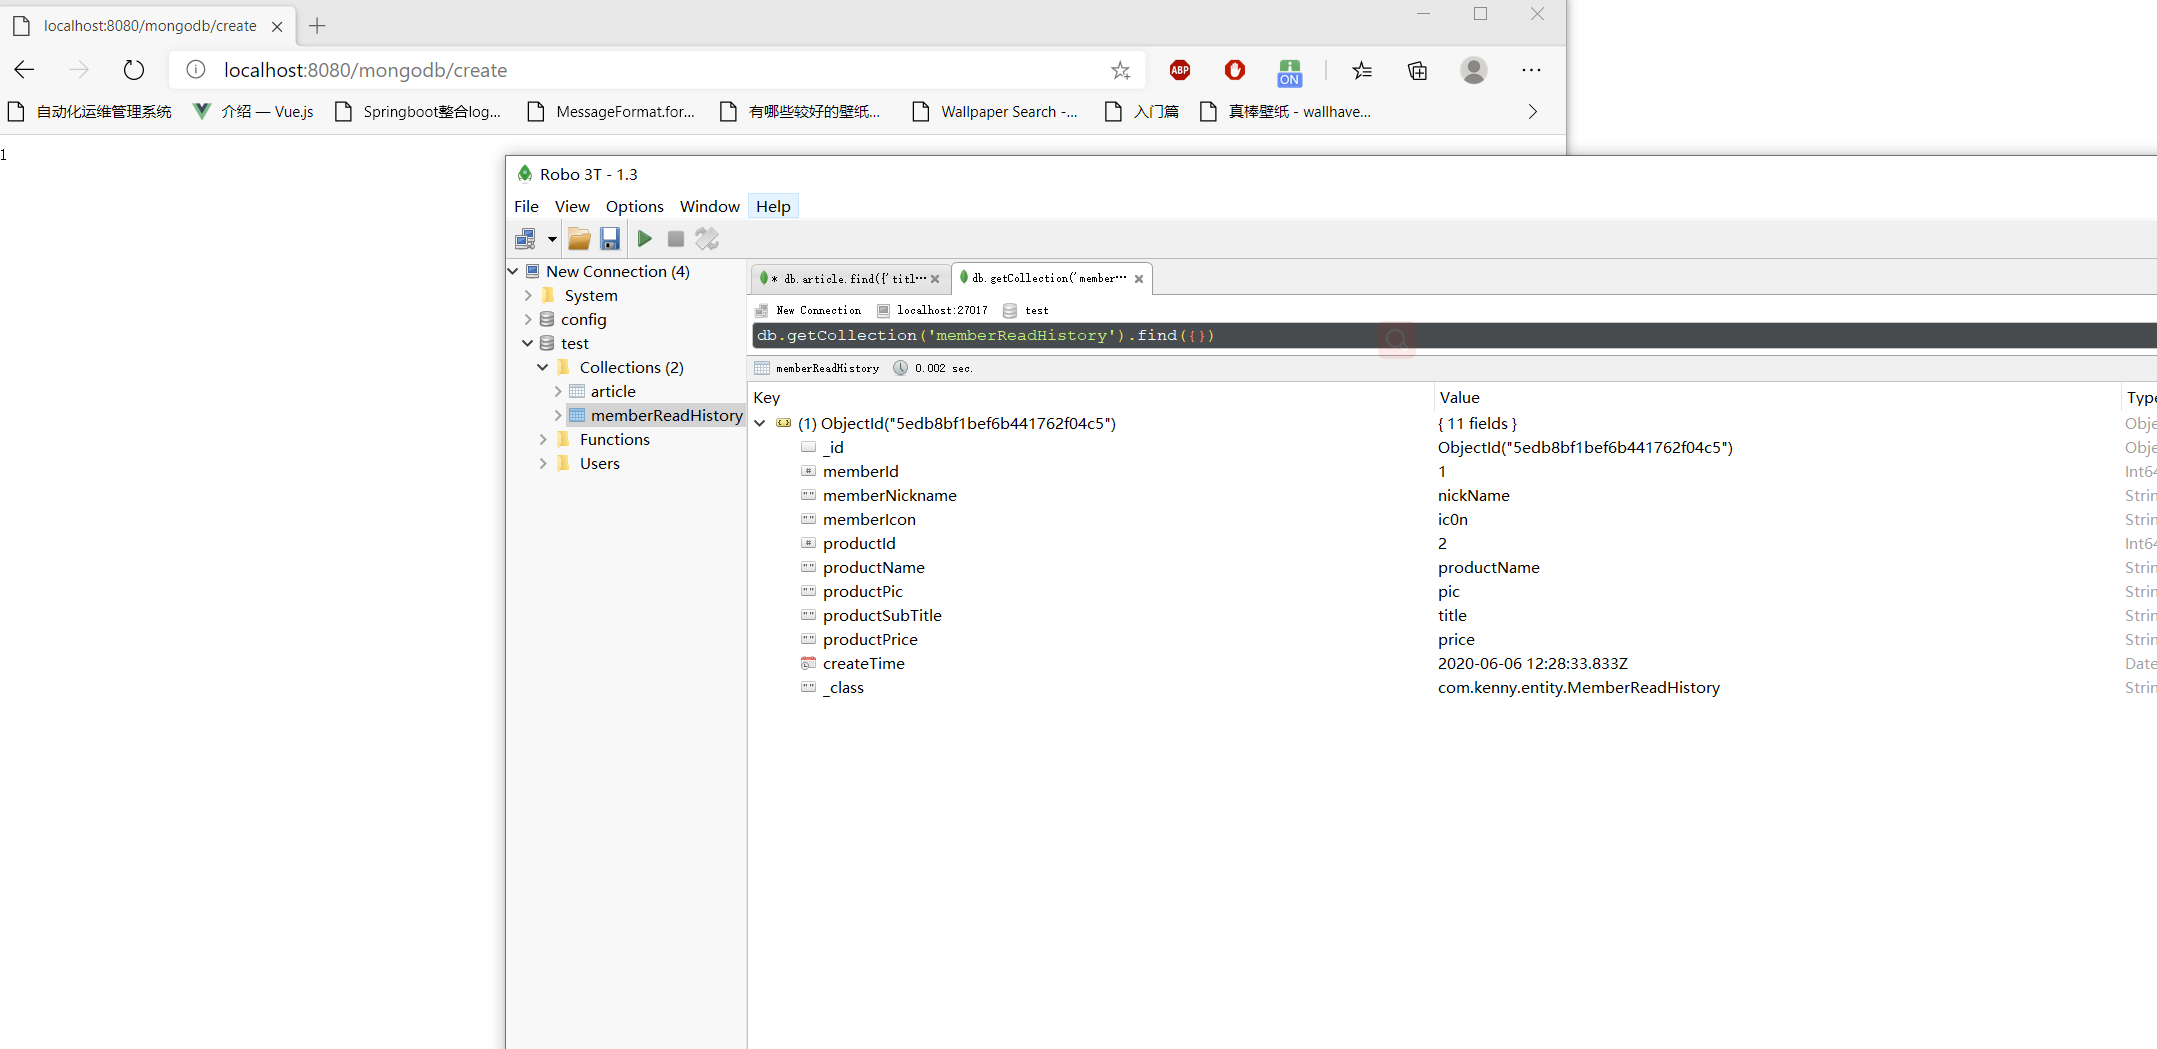 localhost:8080/mongodb/create
localhost:8080/mongodb/create
ABP
ON
自动化运维管理系统 介绍 — Vue.js Springboot整合log... MessageFormat.for... 有哪些较好的壁纸... Wallpaper Search -... 入门篇 真棒壁纸 - wallhave...
1
Robo 3T - 1.3
File View Options Window Help
New Connection (4)
System
config
test
Collections (2)
article
memberReadHistory
Functions
Users
* db.article.find({'titl··· db.getCollection('member···
New Connection localhost:27017 test
db.getCollection('memberReadHistory').find({})
memberReadHistory 0.002 sec.
Key Value Type
(1) ObjectId("5edb8bf1bef6b441762f04c5") { 11 fields } Obje
_id ObjectId("5edb8bf1bef6b441762f04c5") Obje
memberId 1 Int64
memberNickname nickName Strin
memberIcon ic0n Strin
productId 2 Int64
productName productName Strin
productPic pic Strin
productSubTitle title Strin
productPrice price Strin
createTime 2020-06-06 12:28:33.833Z Date
_class com.kenny.entity.MemberReadHistory Strin